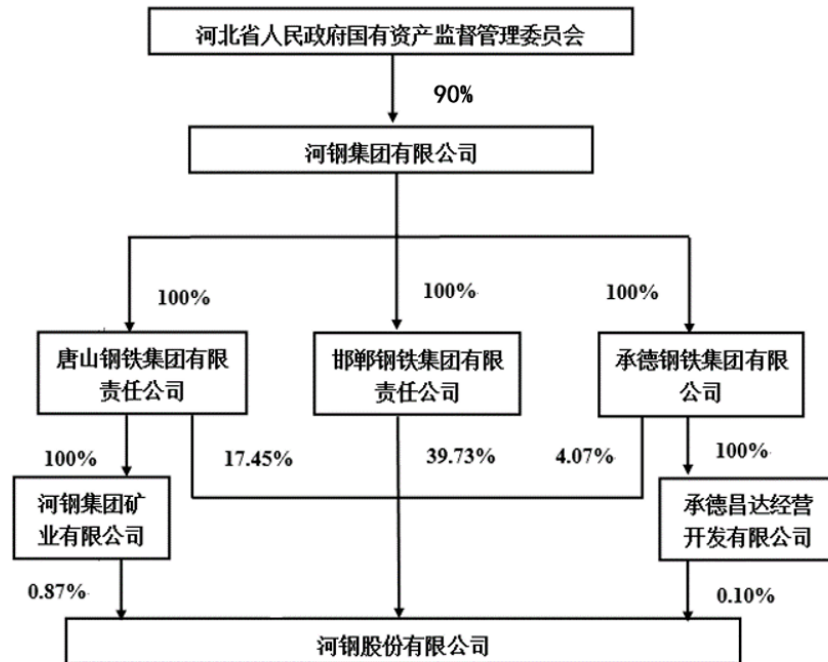 河北省人民政府国有资产监督管理委员会
90%
河钢集团有限公司
100%
100%
100%
唐山钢铁集团有限
责任公司
邯郸钢铁集团有限
责任公司
承德钢铁集团有限
公司
100%
17.45%
39.73%
4.07%
100%
河钢集团矿
业有限公司
承德昌达经营
开发有限公司
0.87%
0.10%
河钢股份有限公司